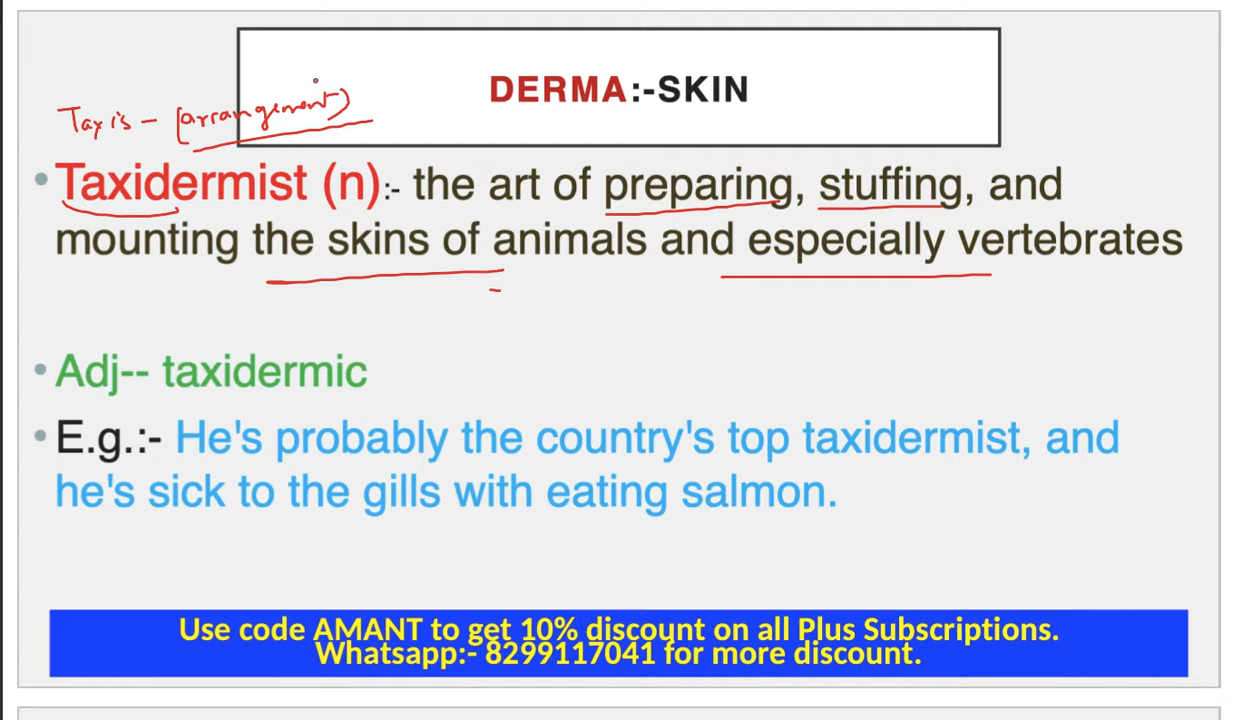 DERMA:-SKIN
Taxis - (arrangement)
• Taxidermist (n):- the art of preparing, stuffing, and
mounting the skins of animals and especially vertebrates
• Adj-- taxidermic
• E.g.:- He's probably the country's top taxidermist, and
he's sick to the gills with eating salmon.
Use code AMANT to get 10% discount on all Plus Subscriptions.
Whatsapp:- 8299117041 for more discount.